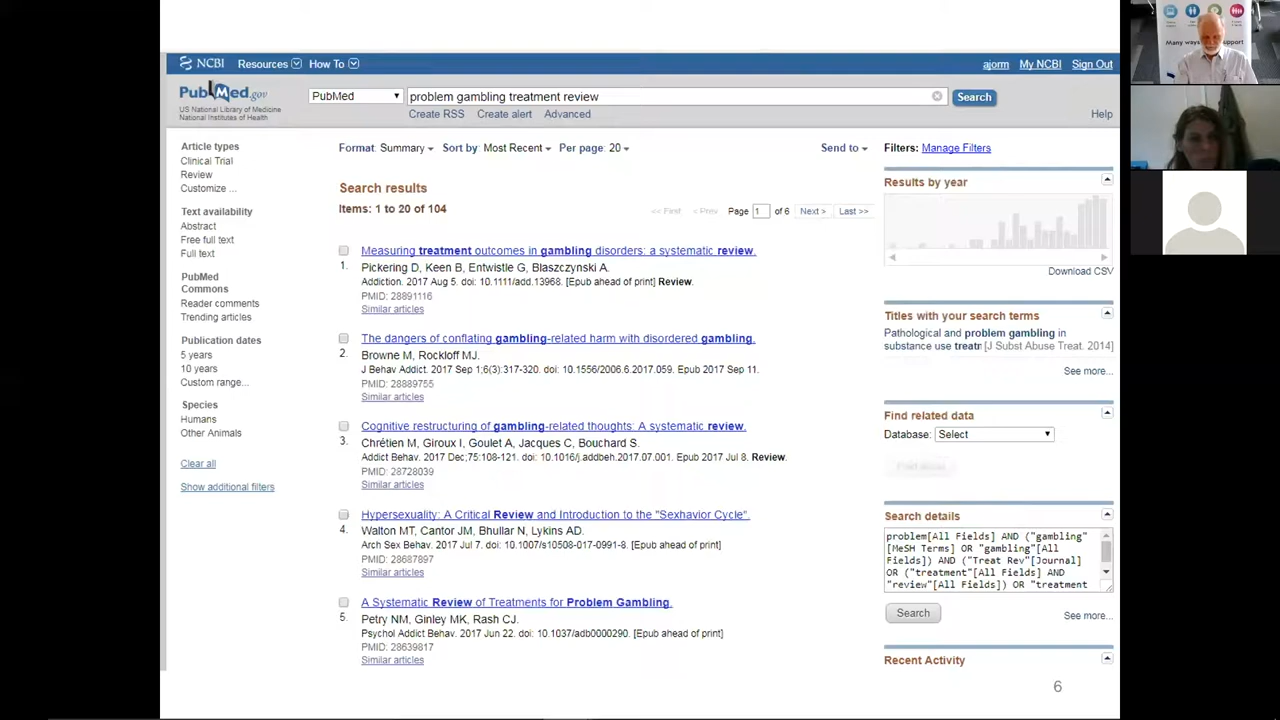 NCBI Resources How To ajorm My NCBI Sign Out
PubMed.gov
US National Library of Medicine
National Institutes of Health
PubMed problem gambling treatment review Search
Create RSS Create alert Advanced Help
Article types
Clinical Trial
Review
Customize ...
Text availability
Abstract
Free full text
Full text
PubMed
Commons
Reader comments
Trending articles
Publication dates
5 years
10 years
Custom range...
Species
Humans
Other Animals
Clear all
Show additional filters
Format: Summary Sort by: Most Recent Per page: 20 Send to
Search results
Items: 1 to 20 of 104
<< First < Prev Page 1 of 6 Next > Last >>
Measuring treatment outcomes in gambling disorders: a systematic review.
1. Pickering D, Keen B, Entwistle G, Blaszczynski A.
Addiction. 2017 Aug 5. doi: 10.1111/add.13968. [Epub ahead of print] Review.
PMID: 28891116
Similar articles
The dangers of conflating gambling-related harm with disordered gambling.
2. Browne M, Rockloff MJ.
J Behav Addict. 2017 Sep 1;6(3):317-320. doi: 10.1556/2006.6.2017.059. Epub 2017 Sep 11.
PMID: 28889755
Similar articles
Cognitive restructuring of gambling-related thoughts: A systematic review.
3. Chrétien M, Giroux I, Goulet A, Jacques C, Bouchard S.
Addict Behav. 2017 Dec;75:108-121. doi: 10.1016/j.addbeh.2017.07.001. Epub 2017 Jul 8. Review.
PMID: 28728039
Similar articles
Hypersexuality: A Critical Review and Introduction to the "Sexhavior Cycle".
4. Walton MT, Cantor JM, Bhullar N, Lykins AD.
Arch Sex Behav. 2017 Jul 7. doi: 10.1007/s10508-017-0991-8. [Epub ahead of print]
PMID: 28687897
Similar articles
A Systematic Review of Treatments for Problem Gambling.
5. Petry NM, Ginley MK, Rash CJ.
Psychol Addict Behav. 2017 Jun 22. doi: 10.1037/adb0000290. [Epub ahead of print]
PMID: 28639817
Similar articles
Filters: Manage Filters
Results by year
Download CSV
Titles with your search terms
Pathological and problem gambling in
substance use treatr [J Subst Abuse Treat. 2014]
See more...
Find related data
Database: Select
Find items
Search details
problem[All Fields] AND ("gambling"
[MeSH Terms] OR "gambling"[All
Fields]) AND ("Treat Rev"[Journal]
OR ("treatment"[All Fields] AND
"review"[All Fields]) OR "treatment
Search See more...
Recent Activity
6
Many ways support